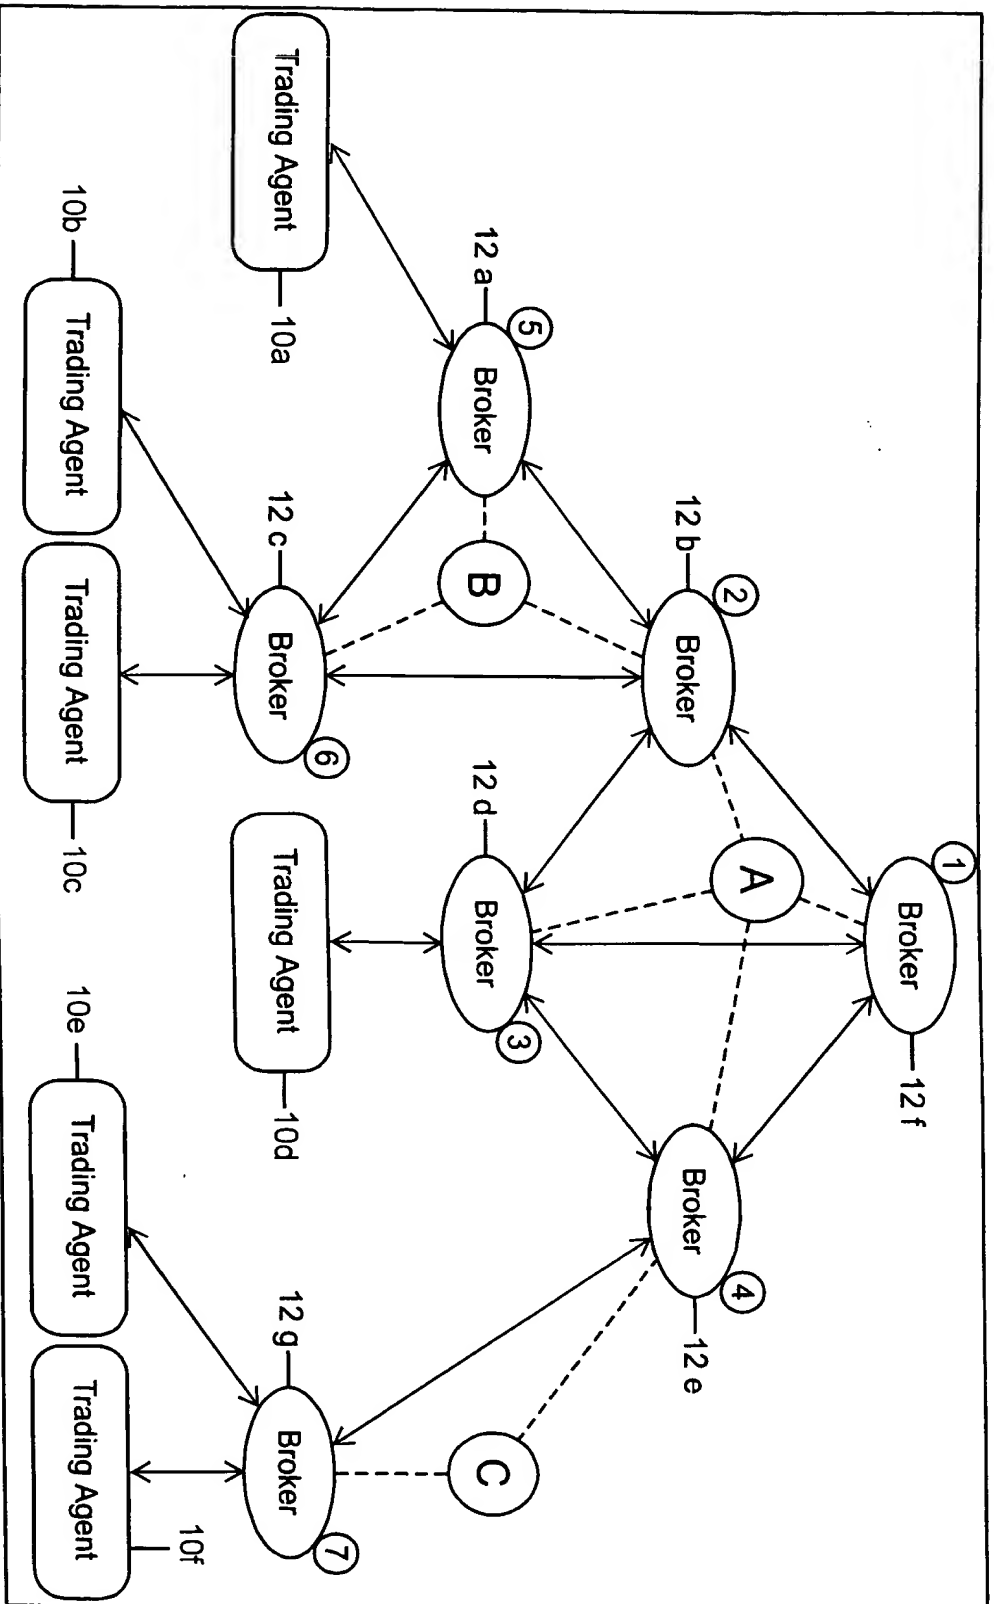 1
Broker
12 f
2
12 b
Broker
A
Broker
4
12 e
5
12 a
Broker
B
12 d
Broker
3
C
12 c
Broker
6
12 g
Broker
7
Trading Agent
10a
Trading Agent
10d
10b
Trading Agent
Trading Agent
10c
10e
Trading Agent
Trading Agent
10f